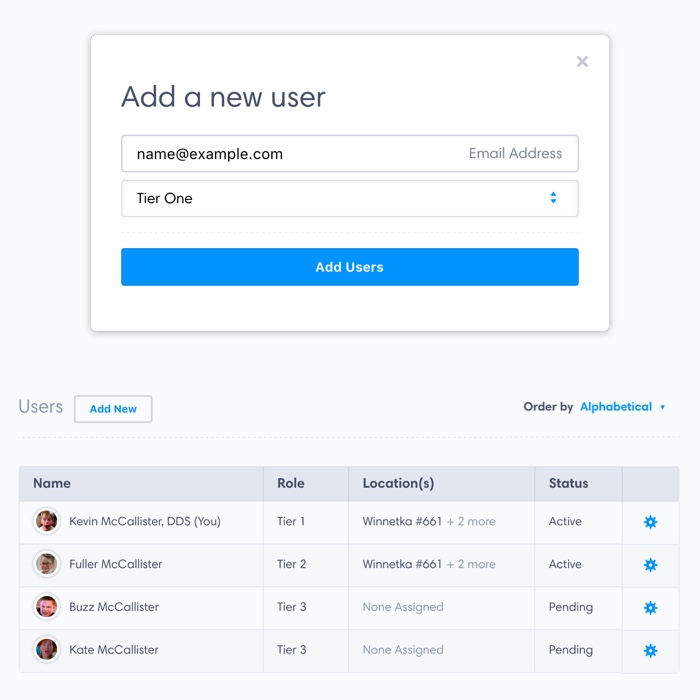 ×
Add a new user
name@example.com Email Address
Tier One
Add Users
Users Add New Order by Alphabetical
Name Role Location(s) Status
Kevin McCallister, DDS (You) Tier 1 Winnetka #661 + 2 more Active
Fuller McCallister Tier 2 Winnetka #661 + 2 more Active
Buzz McCallister Tier 3 None Assigned Pending
Kate McCallister Tier 3 None Assigned Pending